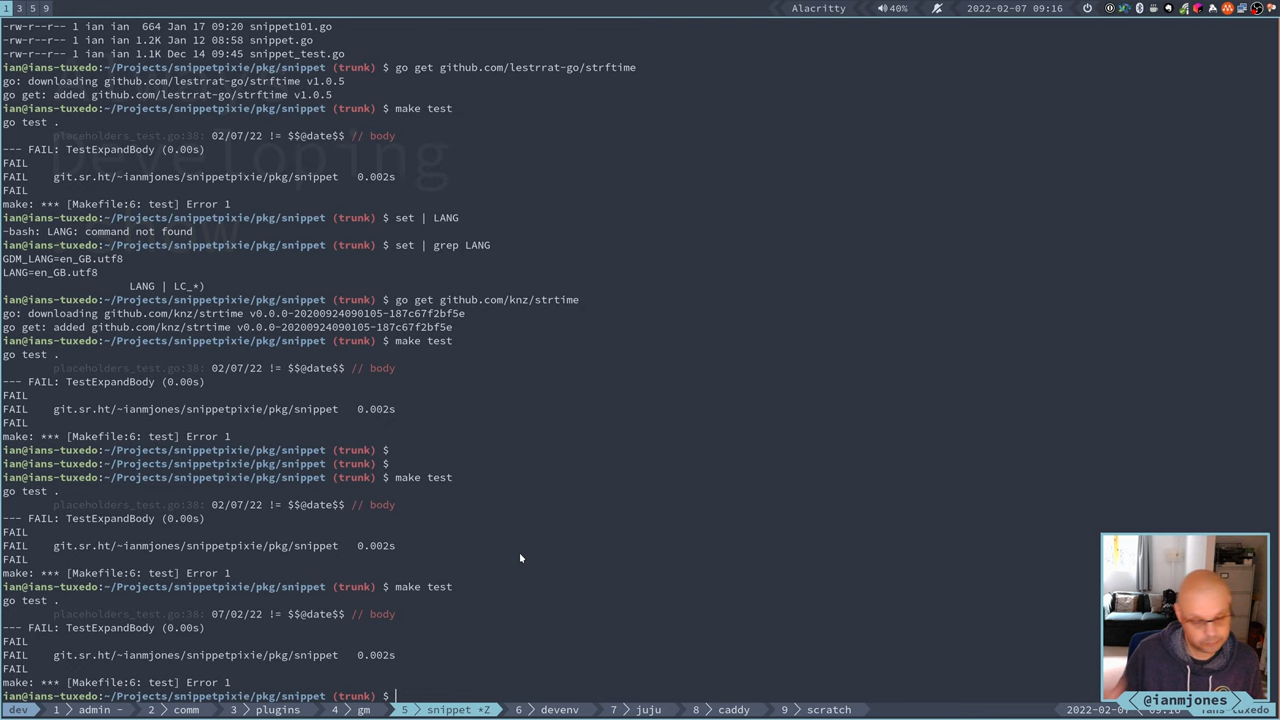 1 3 5 9 Alacritty 40% 2022-02-07 09:16
-rw-r--r-- 1 ian ian  664 Jan 17 09:20 snippet101.go
-rw-r--r-- 1 ian ian 1.2K Jan 12 08:58 snippet.go
-rw-r--r-- 1 ian ian 1.1K Dec 14 09:45 snippet_test.go
ian@ians-tuxedo:~/Projects/snippetpixie/pkg/snippet (trunk) $ go get github.com/lestrrat-go/strftime
go: downloading github.com/lestrrat-go/strftime v1.0.5
go get: added github.com/lestrrat-go/strftime v1.0.5
ian@ians-tuxedo:~/Projects/snippetpixie/pkg/snippet (trunk) $ make test
go test .
placeholders_test.go:38: 02/07/22 != $$@date$$ // body
--- FAIL: TestExpandBody (0.00s)
Developing
FAIL
FAIL    git.sr.ht/~ianmjones/snippetpixie/pkg/snippet   0.002s
FAIL
make: *** [Makefile:6: test] Error 1
ian@ians-tuxedo:~/Projects/snippetpixie/pkg/snippet (trunk) $ set | LANG
-bash: LANG: command not found
ian@ians-tuxedo:~/Projects/snippetpixie/pkg/snippet (trunk) $ set | grep LANG
GDM_LANG=en_GB.utf8
LANG=en_GB.utf8
LANG | LC_*)
ian@ians-tuxedo:~/Projects/snippetpixie/pkg/snippet (trunk) $ go get github.com/knz/strtime
go: downloading github.com/knz/strtime v0.0.0-20200924090105-187c67f2bf5e
go get: added github.com/knz/strtime v0.0.0-20200924090105-187c67f2bf5e
ian@ians-tuxedo:~/Projects/snippetpixie/pkg/snippet (trunk) $ make test
go test .
placeholders_test.go:38: 02/07/22 != $$@date$$ // body
--- FAIL: TestExpandBody (0.00s)
FAIL
FAIL    git.sr.ht/~ianmjones/snippetpixie/pkg/snippet   0.002s
FAIL
make: *** [Makefile:6: test] Error 1
ian@ians-tuxedo:~/Projects/snippetpixie/pkg/snippet (trunk) $
ian@ians-tuxedo:~/Projects/snippetpixie/pkg/snippet (trunk) $
ian@ians-tuxedo:~/Projects/snippetpixie/pkg/snippet (trunk) $ make test
go test .
placeholders_test.go:38: 02/07/22 != $$@date$$ // body
--- FAIL: TestExpandBody (0.00s)
FAIL
FAIL    git.sr.ht/~ianmjones/snippetpixie/pkg/snippet   0.002s
FAIL
make: *** [Makefile:6: test] Error 1
ian@ians-tuxedo:~/Projects/snippetpixie/pkg/snippet (trunk) $ make test
go test .
placeholders_test.go:38: 07/02/22 != $$@date$$ // body
--- FAIL: TestExpandBody (0.00s)
FAIL
FAIL    git.sr.ht/~ianmjones/snippetpixie/pkg/snippet   0.002s
FAIL
make: *** [Makefile:6: test] Error 1
ian@ians-tuxedo:~/Projects/snippetpixie/pkg/snippet (trunk) $
@ianmjones
dev 1 admin - 2 comm 3 plugins 4 gm 5 snippet *Z 6 devenv 7 juju 8 caddy 9 scratch